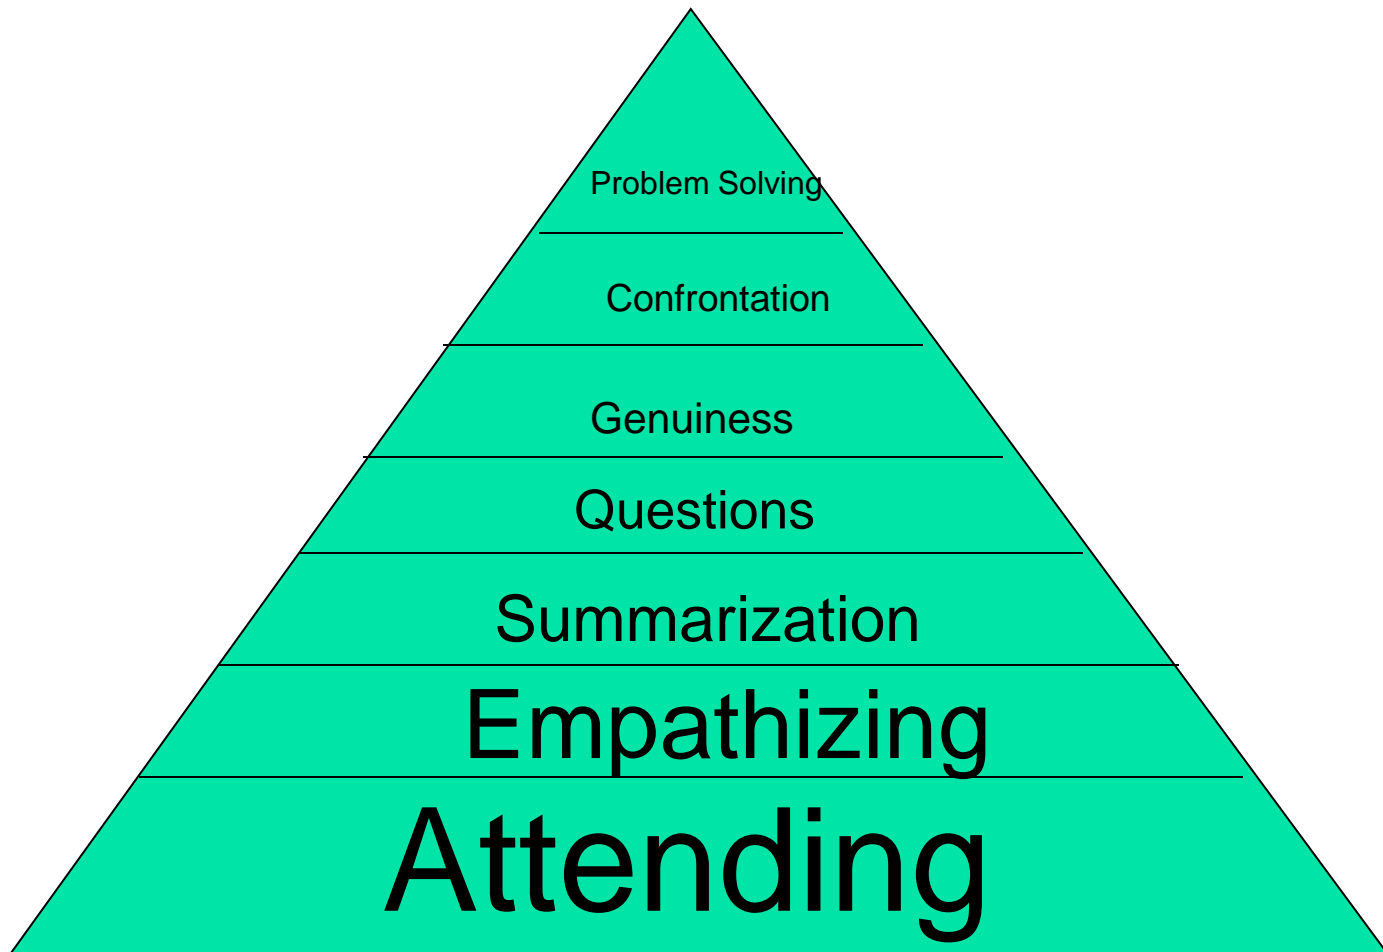 Problem Solving
Confrontation
Genuiness
Questions
Summarization
Empathizing
Attending